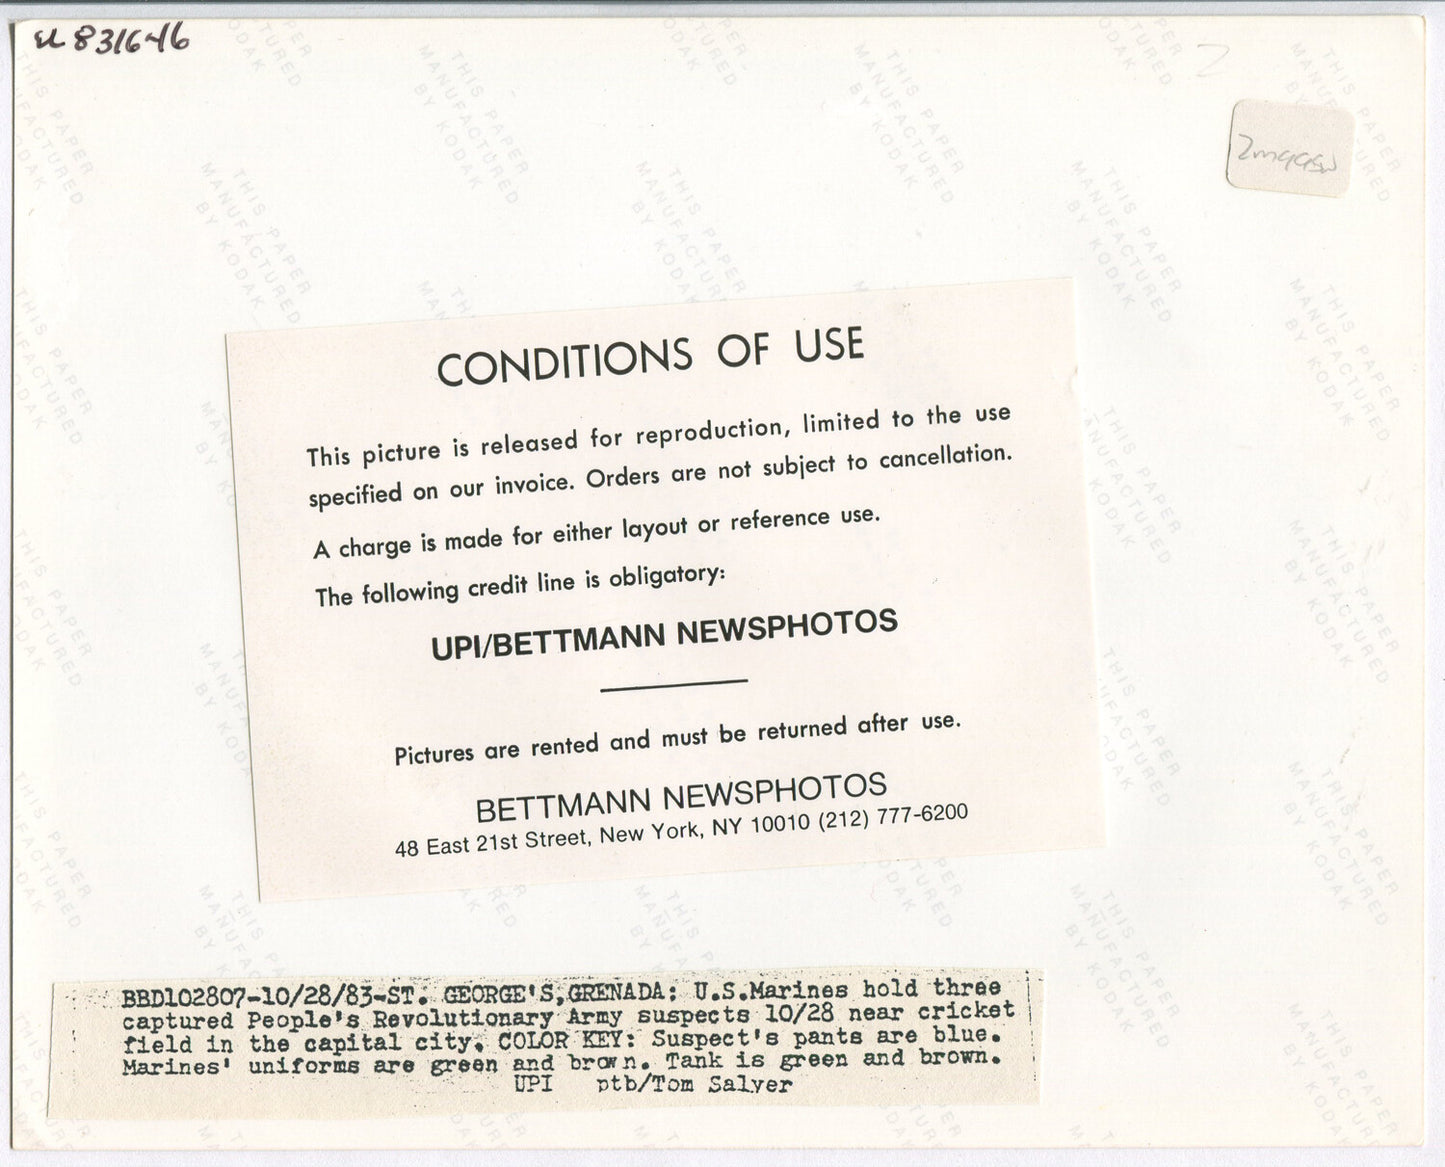 831646
CONDITIONS OF USE
This picture is released for reproduction, limited to the use
specified on our invoice. Orders are not subject to cancellation.
A charge is made for either layout or reference use.
The following credit line is obligatory:
UPI/BETTMANN NEWSPHOTOS
Pictures are rented and must be returned after use.
BETTMANN NEWSPHOTOS
48 East 21st Street, New York, NY 10010 (212) 777-6200
BBD102807-10/28/83-ST. GEORGE'S,GRENADA: U.S.Marines hold three
captured People's Revolutionary Army suspects 10/28 near cricket
field in the capital city. COLOR KEY: Suspect's pants are blue.
Marines' uniforms are green and brown. Tank is green and brown.
UPI ptb/Tom Salyer
THIS PAPER
MANUFACTURED
BY KODAK